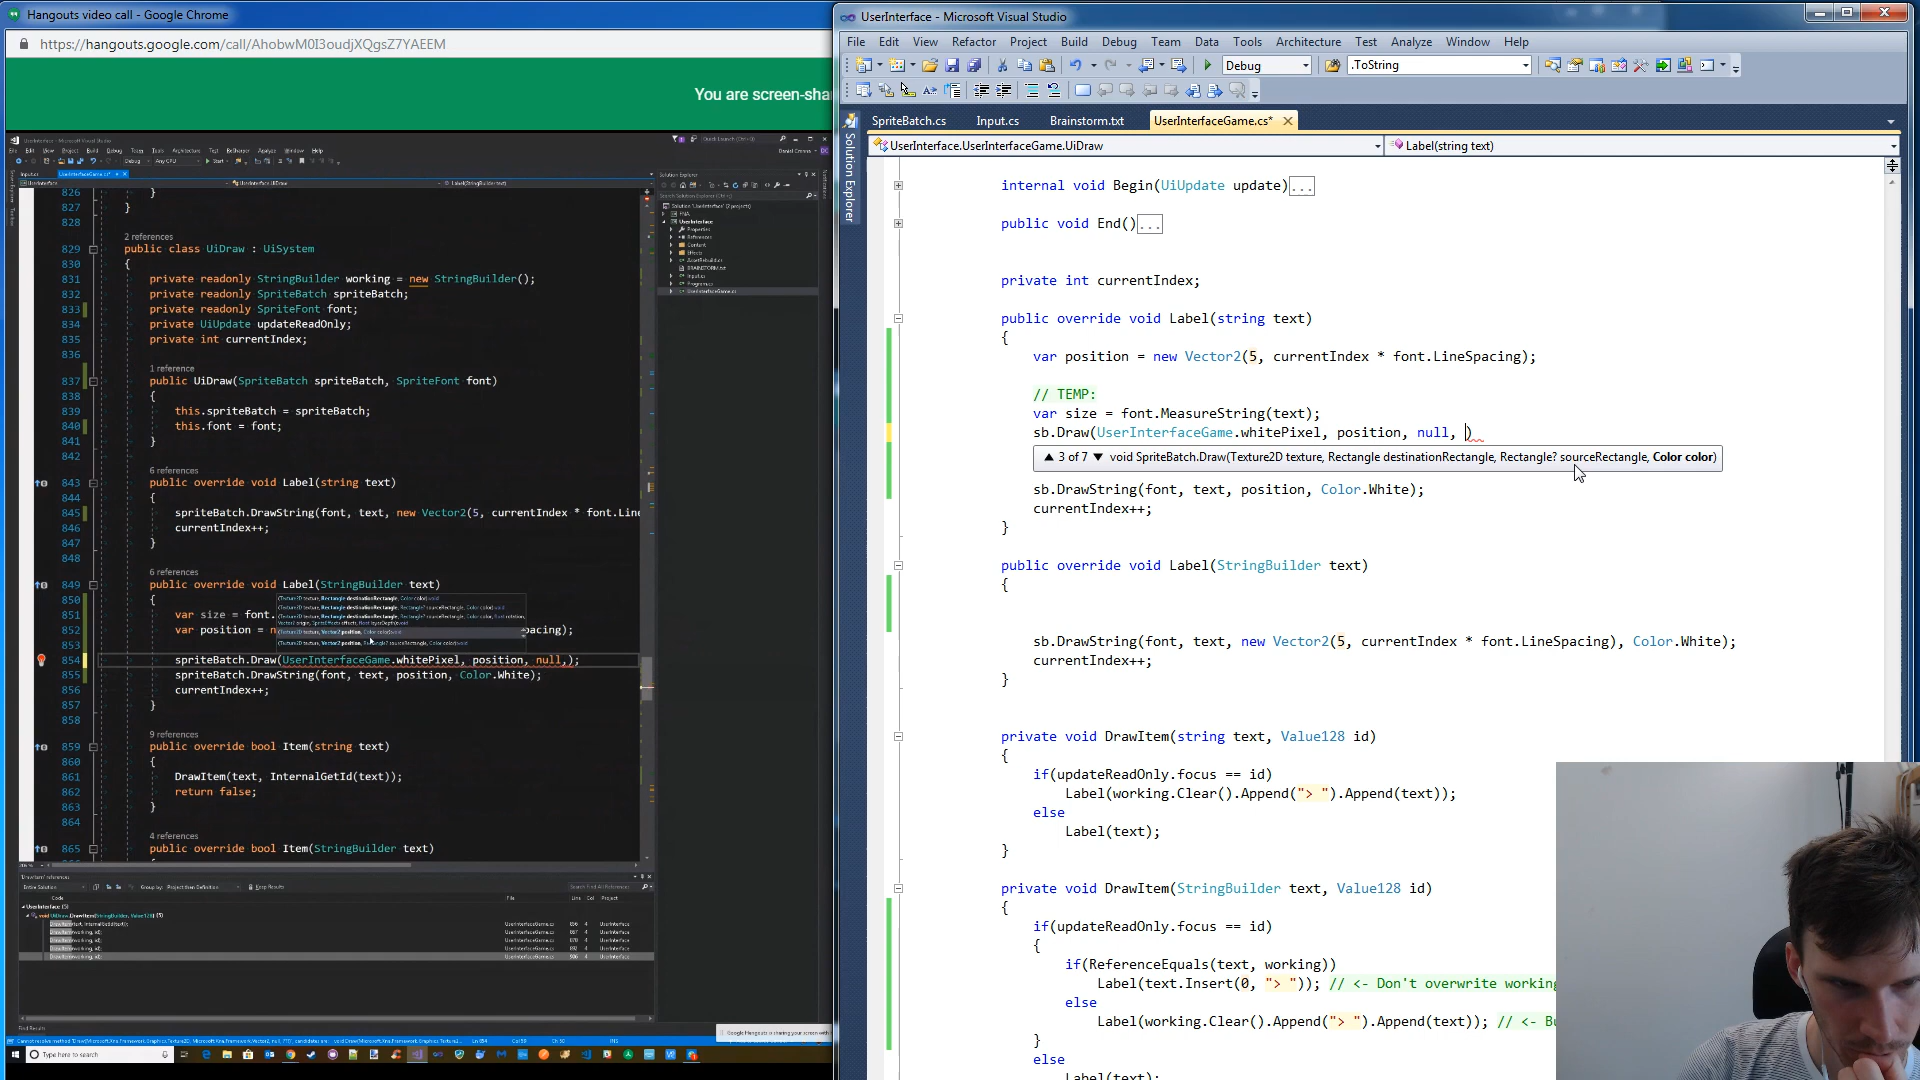 Hangouts video call - Google Chrome
https://hangouts.google.com/call/AhobwM0I3oudjXQgsZ7YAEEM
You are screen-shar
826 }
827 }
828
2 references
829 public class UiDraw : UiSystem
830 {
831 private readonly StringBuilder working = new StringBuilder();
832 private readonly SpriteBatch spriteBatch;
833 private readonly SpriteFont font;
834 private UiUpdate updateReadOnly;
835 private int currentIndex;
836
1 reference
837 public UiDraw(SpriteBatch spriteBatch, SpriteFont font)
838 {
839 this.spriteBatch = spriteBatch;
840 this.font = font;
841 }
842
6 references
843 public override void Label(string text)
844 {
845 spriteBatch.DrawString(font, text, new Vector2(5, currentIndex * font.Line
846 currentIndex++;
847 }
848
6 references
849 public override void Label(StringBuilder text)
850 {
851 var size = font.
852 var position = n
acing);
853
854 spriteBatch.Draw(UserInterfaceGame.whitePixel, position, null,);
855 spriteBatch.DrawString(font, text, position, Color.White);
856 currentIndex++;
857 }
858
9 references
859 public override bool Item(string text)
860 {
861 DrawItem(text, InternalGetId(text));
862 return false;
863 }
864
4 references
865 public override bool Item(StringBuilder text)
Type here to search
UserInterface - Microsoft Visual Studio
File Edit View Refactor Project Build Debug Team Data Tools Architecture Test Analyze Window Help
Debug
.ToString
Solution Explorer
SpriteBatch.cs Input.cs Brainstorm.txt UserInterfaceGame.cs*
UserInterface.UserInterfaceGame.UiDraw
Label(string text)
internal void Begin(UiUpdate update)...
public void End()...
private int currentIndex;
public override void Label(string text)
{
var position = new Vector2(5, currentIndex * font.LineSpacing);
// TEMP:
var size = font.MeasureString(text);
sb.Draw(UserInterfaceGame.whitePixel, position, null, )
3 of 7 void SpriteBatch.Draw(Texture2D texture, Rectangle destinationRectangle, Rectangle? sourceRectangle, Color color)
sb.DrawString(font, text, position, Color.White);
currentIndex++;
}
public override void Label(StringBuilder text)
{
sb.DrawString(font, text, new Vector2(5, currentIndex * font.LineSpacing), Color.White);
currentIndex++;
}
private void DrawItem(string text, Value128 id)
{
if(updateReadOnly.focus == id)
Label(working.Clear().Append("> ").Append(text));
else
Label(text);
}
private void DrawItem(StringBuilder text, Value128 id)
{
if(updateReadOnly.focus == id)
{
if(ReferenceEquals(text, working))
Label(text.Insert(0, "> ")); // <- Don't overwrite working
else
Label(working.Clear().Append("> ").Append(text)); // <- Bu
}
else
Label(text);